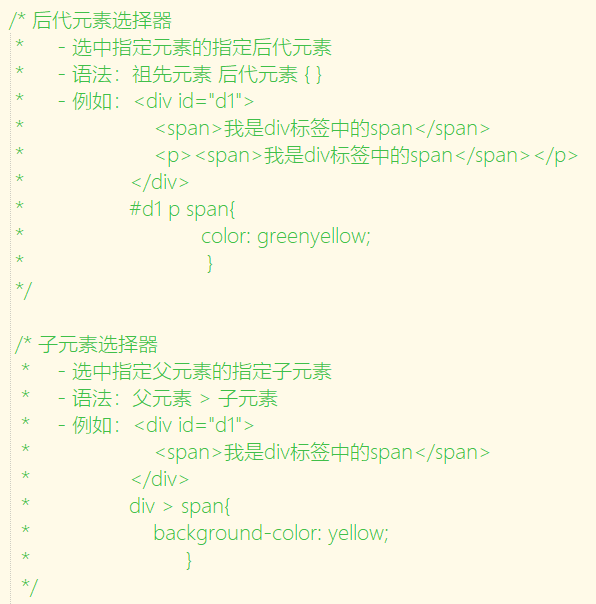 /* 后代元素选择器
* - 选中指定元素的指定后代元素
* - 语法：祖先元素 后代元素 { }
* - 例如：<div id="d1">
* <span>我是div标签中的span</span>
* <p><span>我是div标签中的span</span></p>
* </div>
* #d1 p span{
* color: greenyellow;
* }
*/
/* 子元素选择器
* - 选中指定父元素的指定子元素
* - 语法：父元素 > 子元素
* - 例如：<div id="d1">
* <span>我是div标签中的span</span>
* </div>
* div > span{
* background-color: yellow;
* }
*/